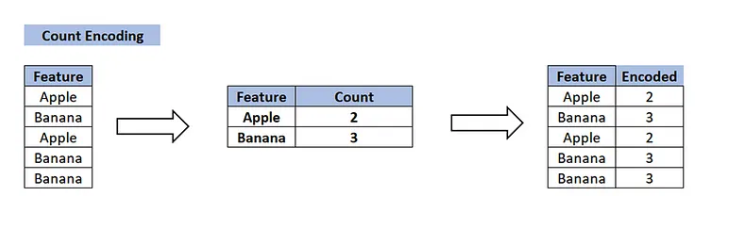 Count Encoding
Feature
Apple
Banana
Apple
Banana
Banana
Feature Count
Apple 2
Banana 3
Feature Encoded
Apple 2
Banana 3
Apple 2
Banana 3
Banana 3